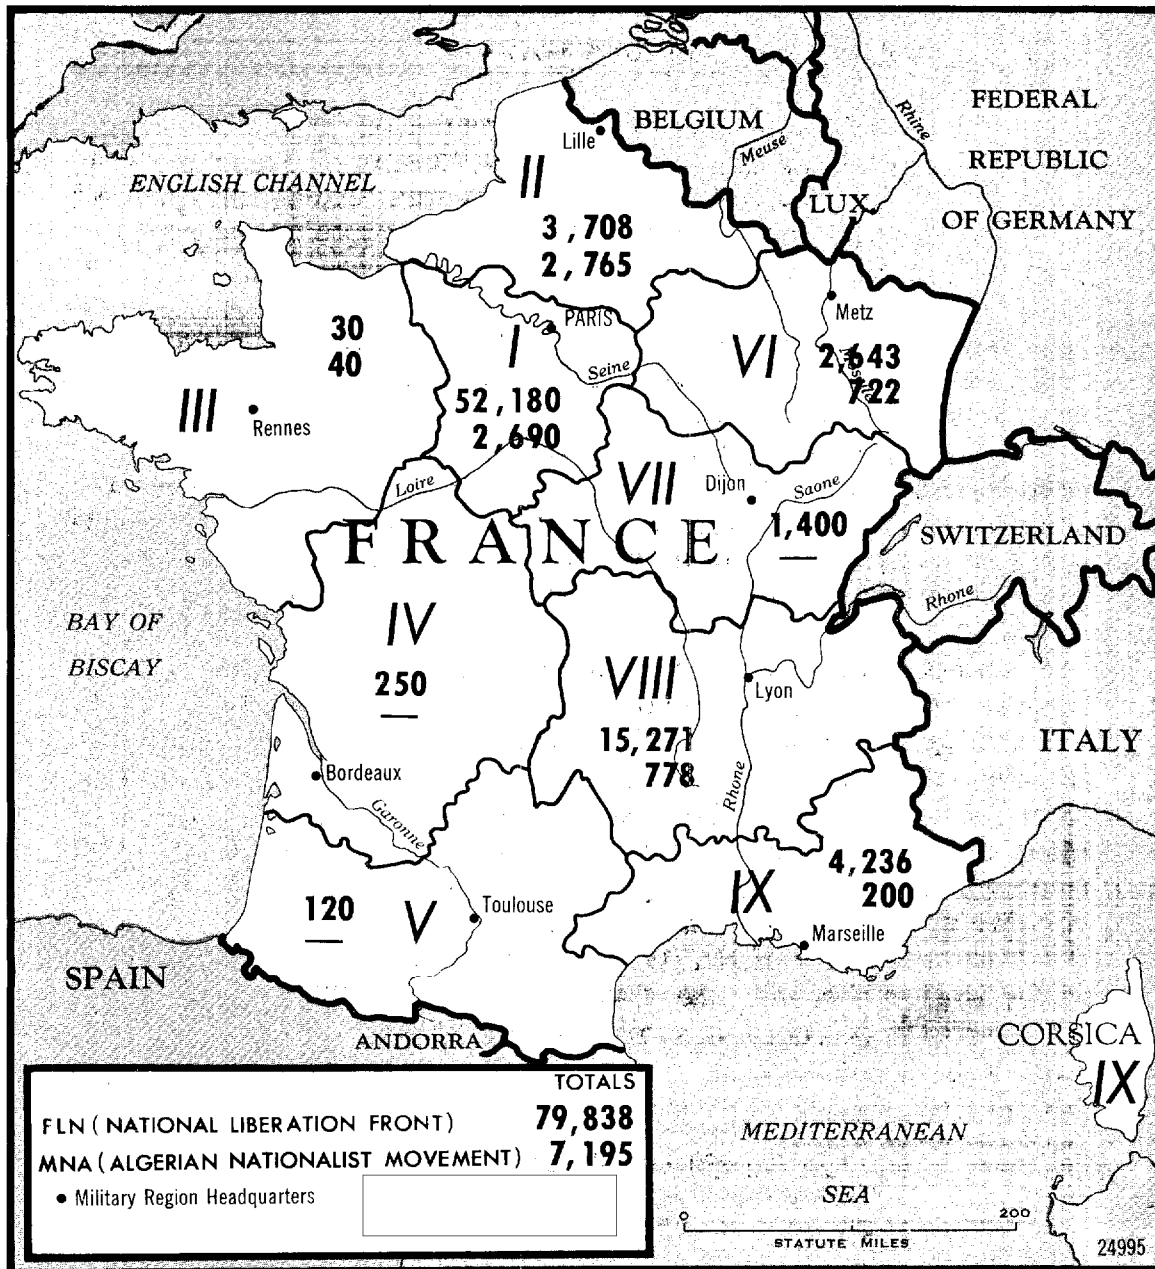 BELGIUM
FEDERAL
REPUBLIC
OF GERMANY
Rhine
Meuse
Lille
ENGLISH CHANNEL
II
3,708
2,765
LUX.
Metz
VI
2,643
722
30
40
III
Rennes
PARIS
I
Seine
52,180
2,690
Loire
VII
Dijon
Saone
1,400
—
FRANCE
SWITZERLAND
Rhone
BAY OF
BISCAY
IV
250
—
VIII
15,271
778
Lyon
Rhone
ITALY
Bordeaux
Garonne
120
—
V
Toulouse
IX
4,236
200
Marseille
SPAIN
ANDORRA
CORSICA
IX
MEDITERRANEAN
SEA
TOTALS
FLN (NATIONAL LIBERATION FRONT) 79,838
MNA (ALGERIAN NATIONALIST MOVEMENT) 7,195
• Military Region Headquarters
0 200
STATUTE MILES
24995